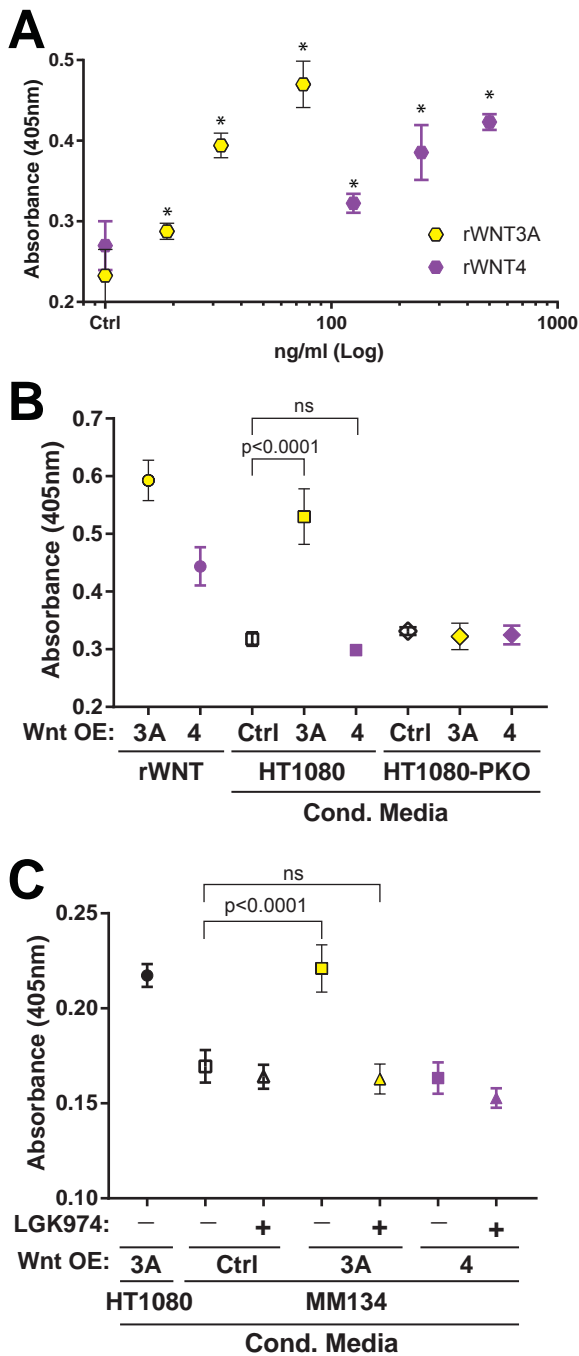 A
Absorbance (405nm)
0.5
0.4
0.3
0.2
*
*
*
*
*
*
rWNT3A
rWNT4
Ctrl
100
1000
ng/ml (Log)
B
Absorbance (405nm)
0.7
0.6
0.5
0.4
0.3
0.2
ns
p<0.0001
Wnt OE: 3A 4 Ctrl 3A 4 Ctrl 3A 4
rWNT HT1080 HT1080-PKO
Cond. Media
C
Absorbance (405nm)
0.25
0.20
0.15
0.10
ns
p<0.0001
LGK974: — — + — + — +
Wnt OE: 3A Ctrl 3A 4
HT1080 MM134
Cond. Media